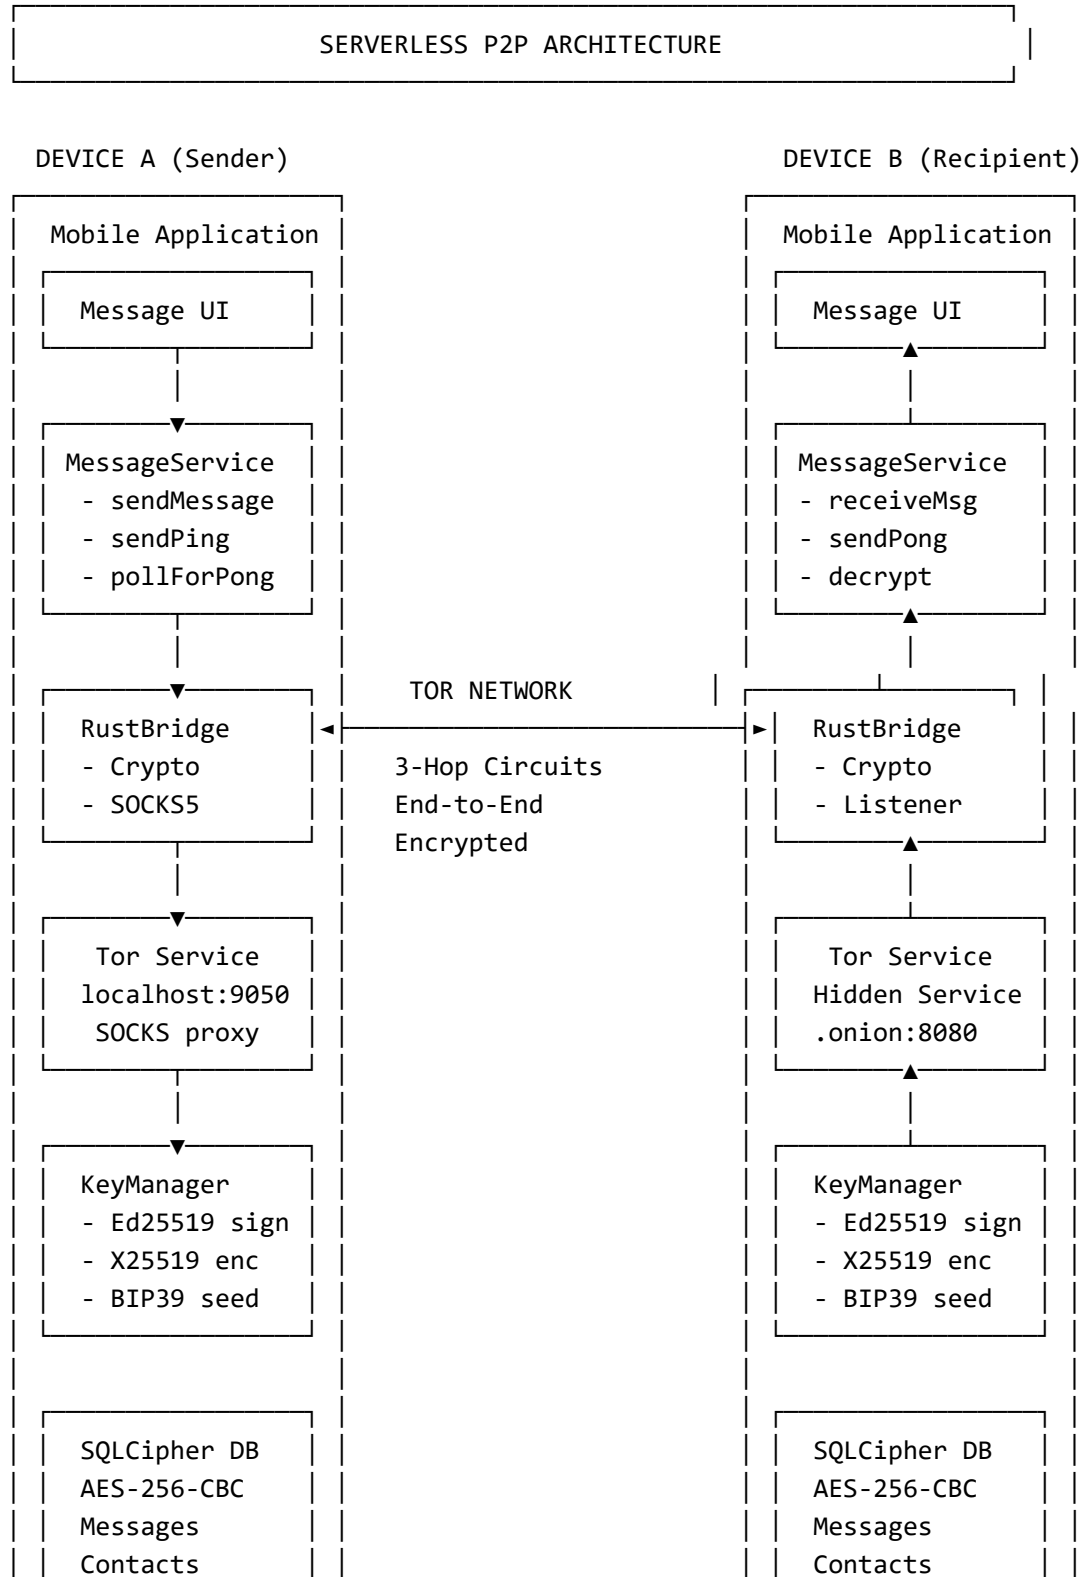 SERVERLESS P2P ARCHITECTURE
DEVICE A (Sender)
Mobile Application
Message UI
MessageService
- sendMessage
- sendPing
- pollForPong
RustBridge
- Crypto
- SOCKS5
Tor Service
localhost:9050
SOCKS proxy
KeyManager
- Ed25519 sign
- X25519 enc
- BIP39 seed
SQLCipher DB
AES-256-CBC
Messages
Contacts
TOR NETWORK
3-Hop Circuits
End-to-End
Encrypted
DEVICE B (Recipient)
Mobile Application
Message UI
MessageService
- receiveMsg
- sendPong
- decrypt
RustBridge
- Crypto
- Listener
Tor Service
Hidden Service
.onion:8080
KeyManager
- Ed25519 sign
- X25519 enc
- BIP39 seed
SQLCipher DB
AES-256-CBC
Messages
Contacts